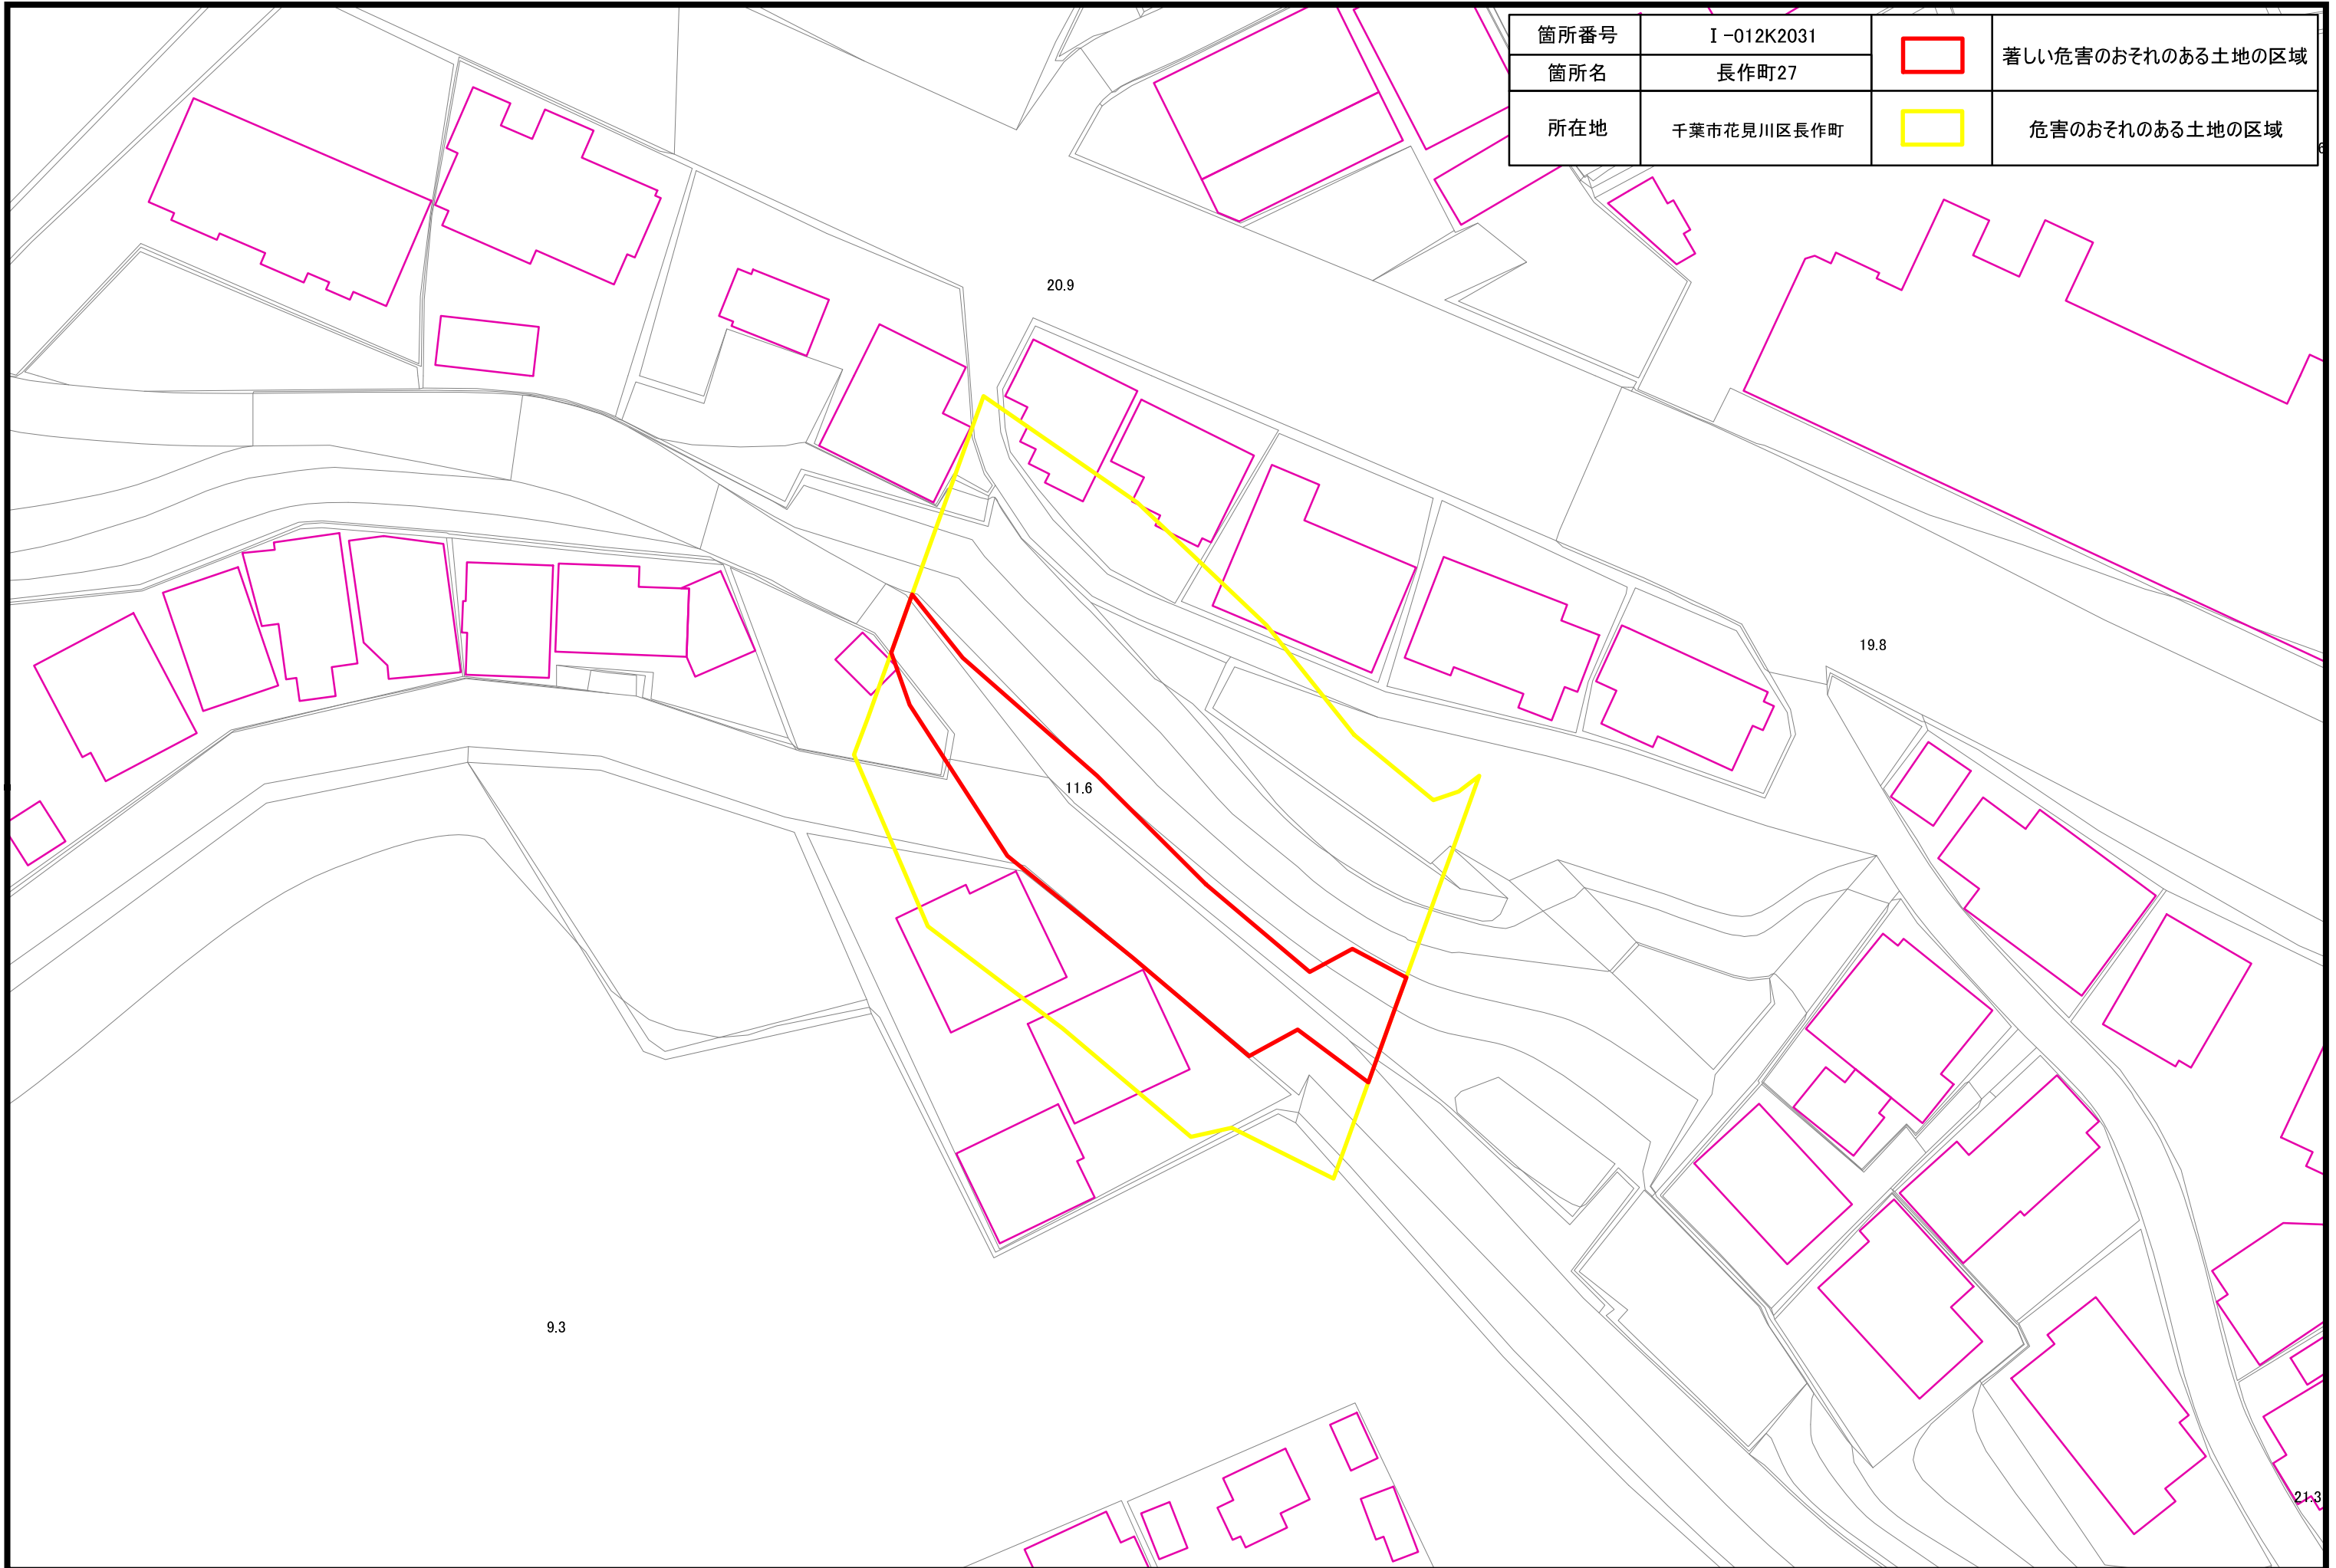 箇所番号 Ⅰ-012K2031 著しい危害のおそれのある土地の区域
箇所名 長作町27
所在地 千葉市花見川区長作町 危害のおそれのある土地の区域
20.9
19.8
11.6
9.3
21.3